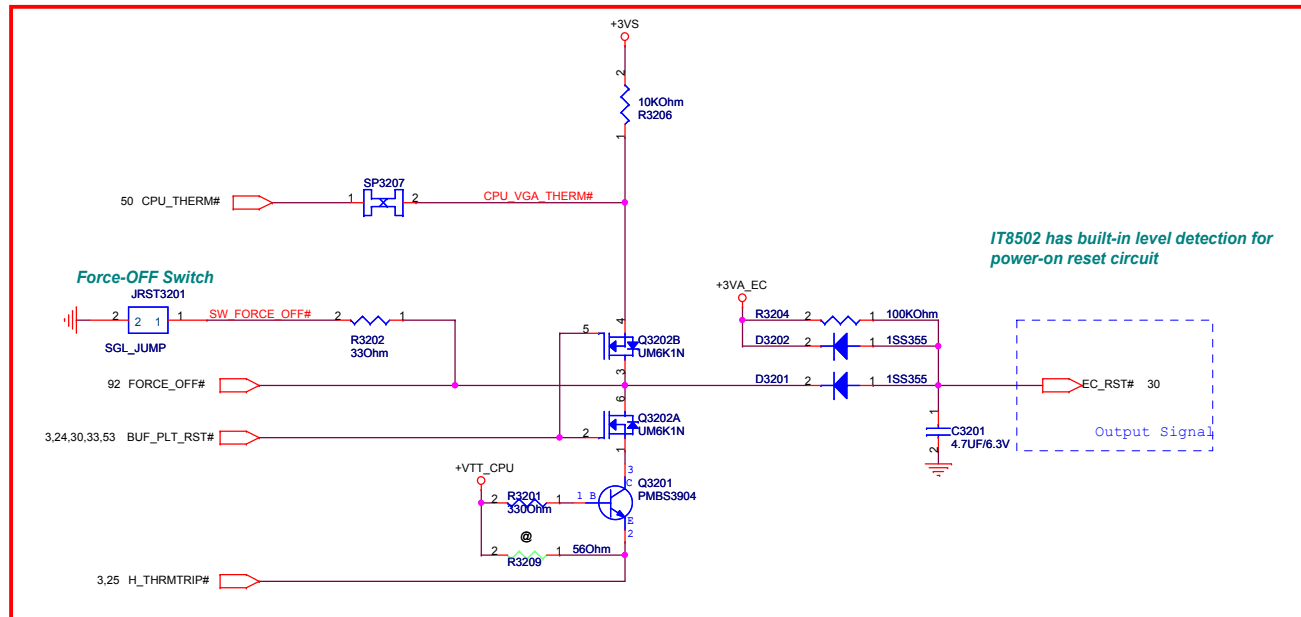 +3VS
2
10KOhm
R3206
1
SP3207
50 CPU_THERM#
1
2
CPU_VGA_THERM#
IT8502 has built-in level detection for
power-on reset circuit
Force-OFF Switch
JRST3201
2
2 1
1
SW_FORCE_OFF#
2
1
SGL_JUMP
R3202
33Ohm
5
4
Q3202B
UM6K1N
3
+3VA_EC
R3204
2
1
100KOhm
D3202
2
1
1SS355
92 FORCE_OFF#
D3201
2
1
1SS355
EC_RST# 30
6
Q3202A
UM6K1N
2
1
3,24,30,33,53 BUF_PLT_RST#
1
C3201
4.7UF/6.3V
2
Output Signal
+VTT_CPU
3
C
Q3201
PMBS3904
2
R3201
1
330Ohm
1 B
E
2
@
2
1
56Ohm
R3209
3,25 H_THRMTRIP#